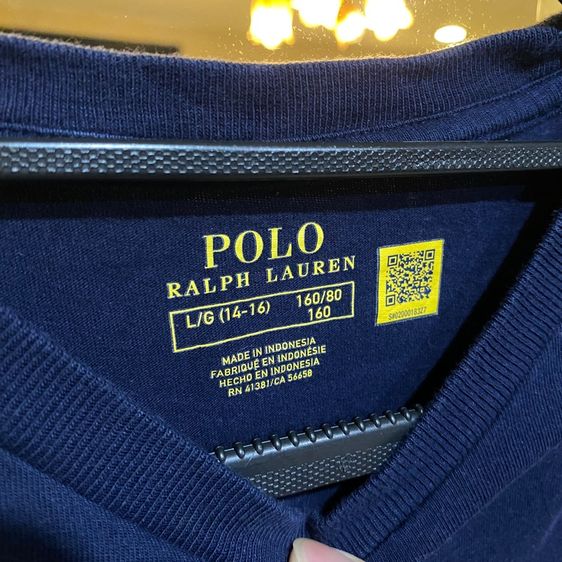 POLO
RALPH LAUREN
L/G (14-16) 160/80
160
MADE IN INDONESIA
FABRIQUÉ EN INDONÉSIE
HECHO EN INDONESIA
RN 41381/CA 56658
S#0200018327